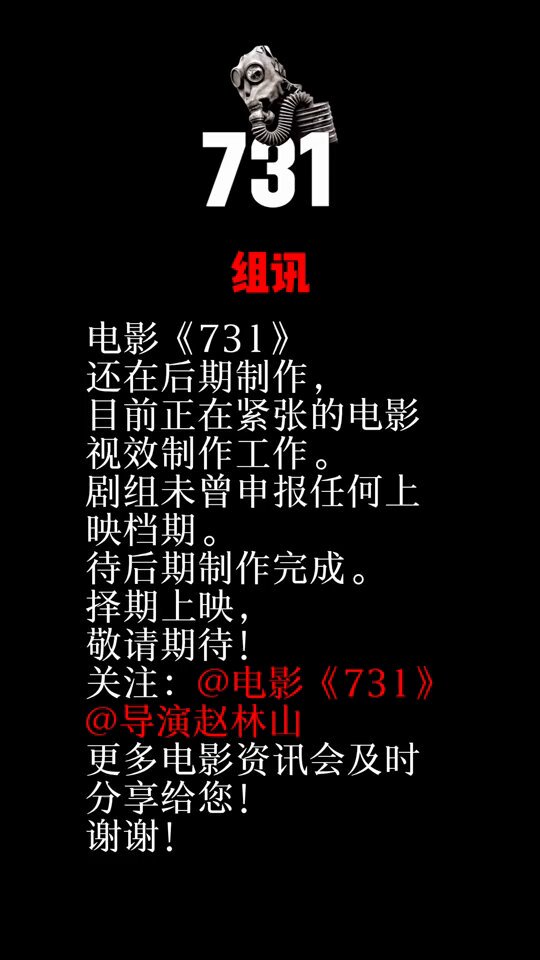 731
组讯
电影《731》
还在后期制作，
目前正在紧张的电影
视效制作工作。
剧组未曾申报任何上
映档期。
待后期制作完成。
择期上映，
敬请期待！
关注：@电影《731》
@导演赵林山
更多电影资讯会及时
分享给您！
谢谢！